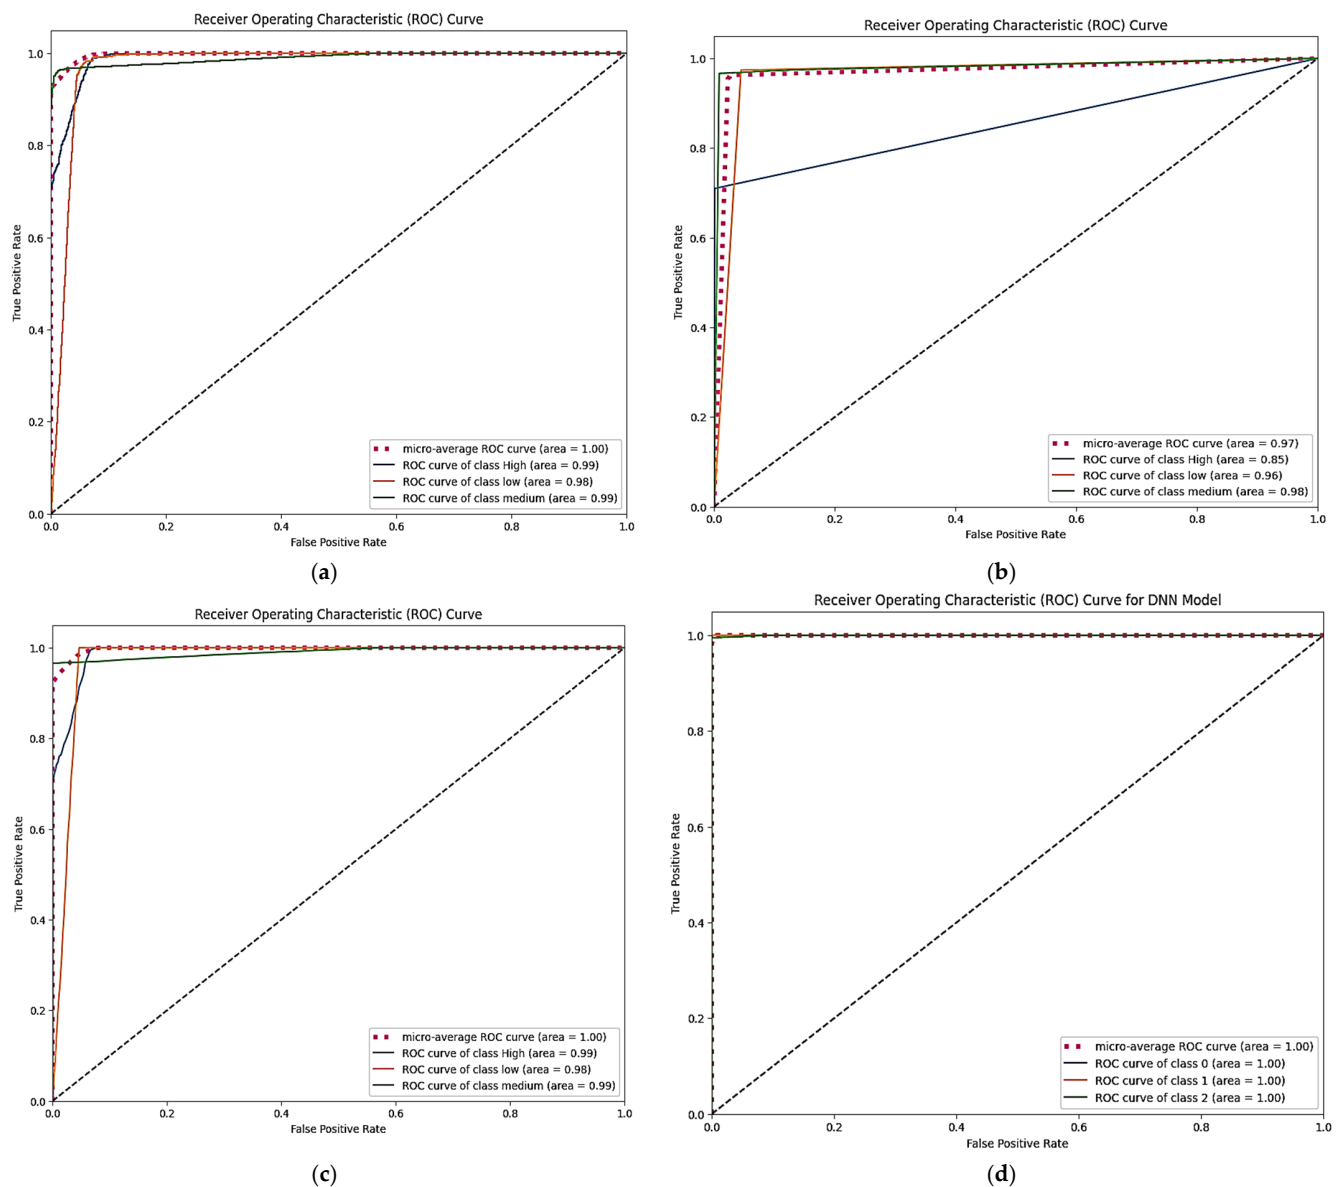 Receiver Operating Characteristic (ROC) Curve
True Positive Rate
1.0
0.8
0.6
0.4
0.2
0.0
0.0 0.2 0.4 0.6 0.8 1.0
False Positive Rate
micro-average ROC curve (area = 1.00)
ROC curve of class High (area = 0.99)
ROC curve of class low (area = 0.98)
ROC curve of class medium (area = 0.99)
(a)
Receiver Operating Characteristic (ROC) Curve
True Positive Rate
1.0
0.8
0.6
0.4
0.2
0.0
0.0 0.2 0.4 0.6 0.8 1.0
False Positive Rate
micro-average ROC curve (area = 0.97)
ROC curve of class High (area = 0.85)
ROC curve of class low (area = 0.96)
ROC curve of class medium (area = 0.98)
(b)
Receiver Operating Characteristic (ROC) Curve
True Positive Rate
1.0
0.8
0.6
0.4
0.2
0.0
0.0 0.2 0.4 0.6 0.8 1.0
False Positive Rate
micro-average ROC curve (area = 1.00)
ROC curve of class High (area = 0.99)
ROC curve of class low (area = 0.98)
ROC curve of class medium (area = 0.99)
(c)
Receiver Operating Characteristic (ROC) Curve for DNN Model
True Positive Rate
1.0
0.8
0.6
0.4
0.2
0.0
0.0 0.2 0.4 0.6 0.8 1.0
False Positive Rate
micro-average ROC curve (area = 1.00)
ROC curve of class 0 (area = 1.00)
ROC curve of class 1 (area = 1.00)
ROC curve of class 2 (area = 1.00)
(d)